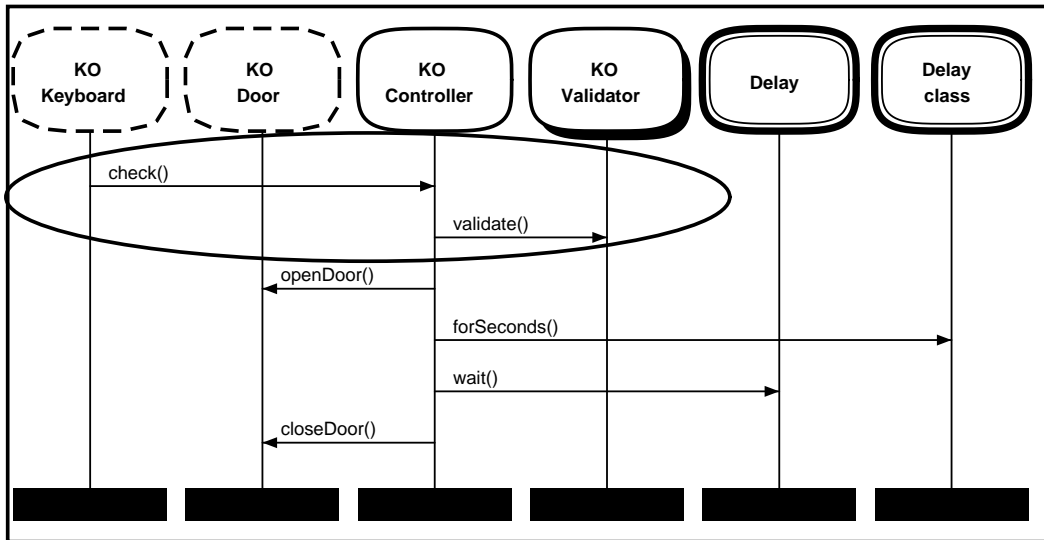 KO
Keyboard
KO
Door
KO
Controller
KO
Validator
Delay
Delay
class
check()
validate()
openDoor()
forSeconds()
wait()
closeDoor()